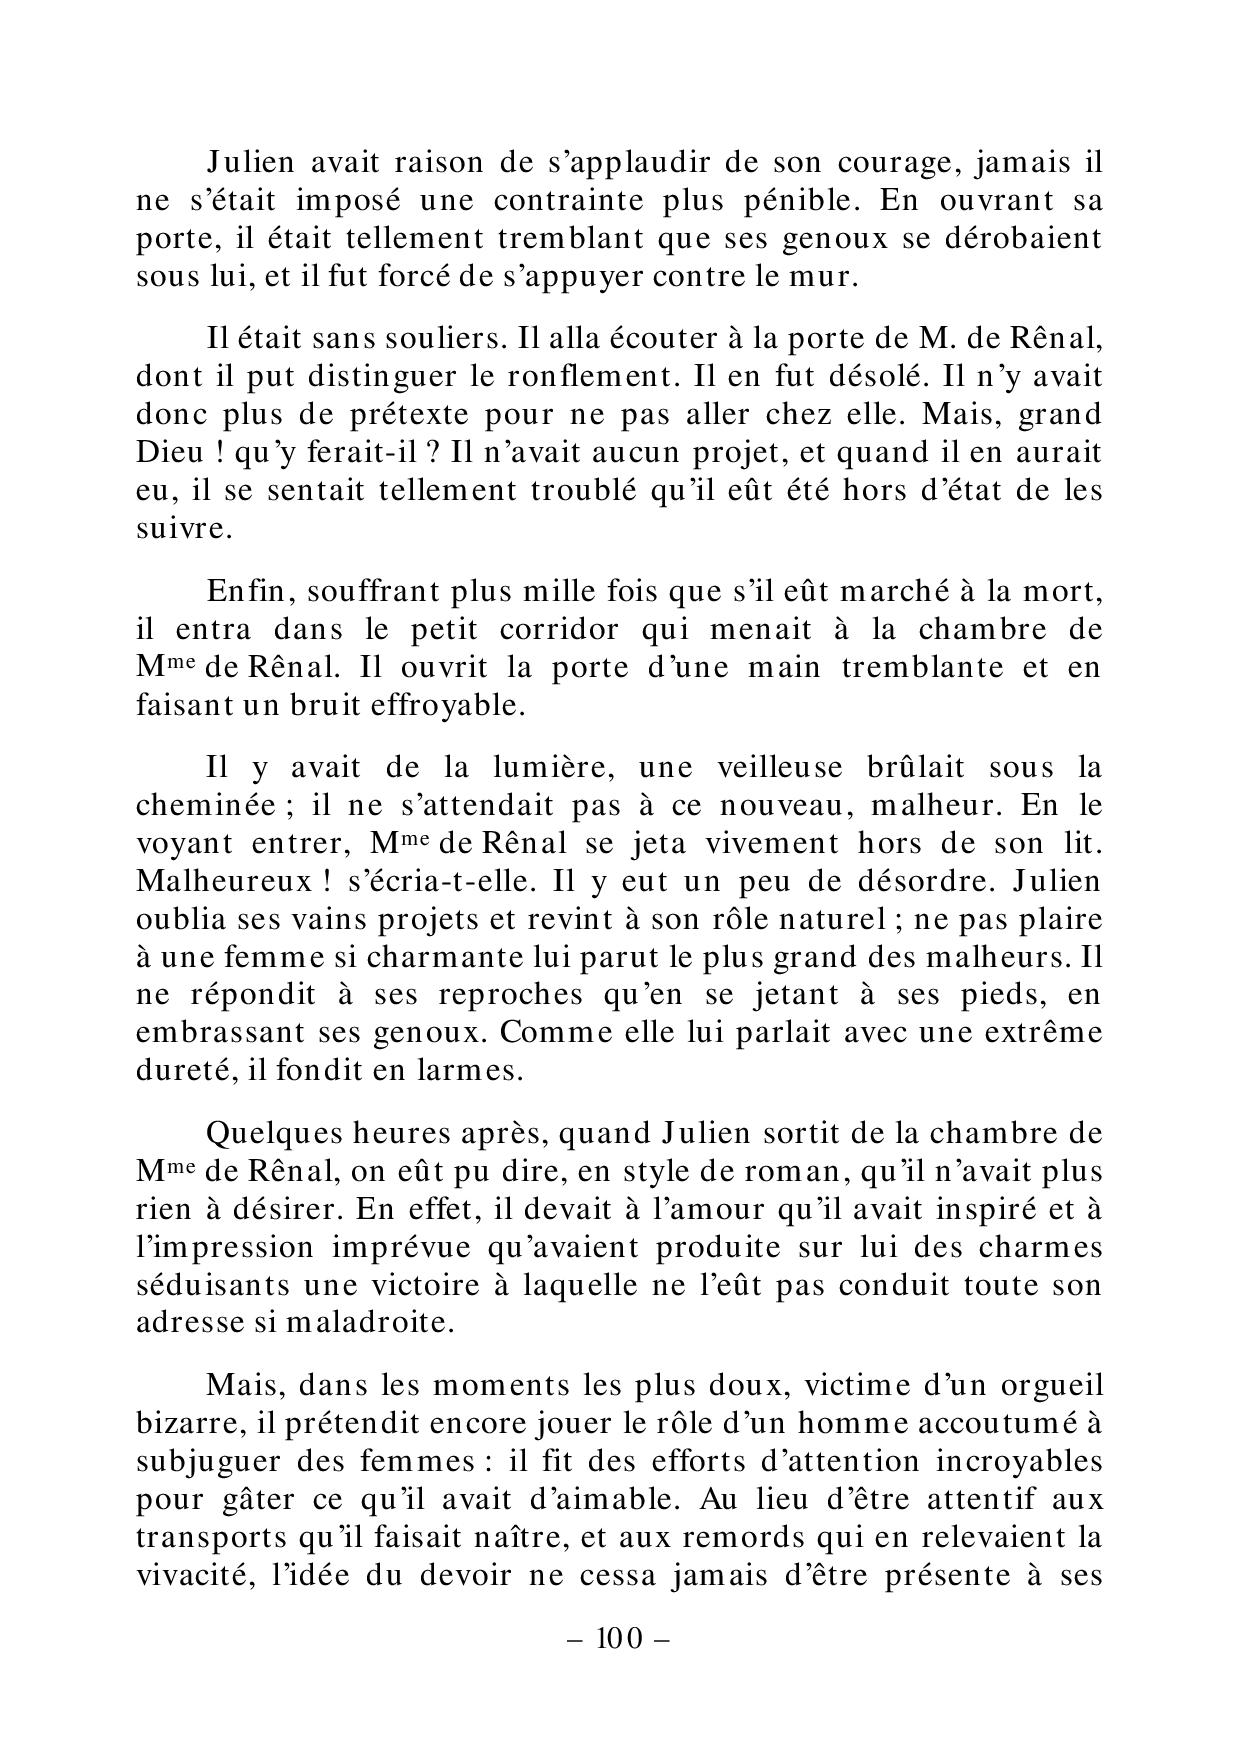 Julien avait raison de s’applaudir de son courage, jamais il
ne s’était imposé une contrainte plus pénible. En ouvrant sa
porte, il était tellement tremblant que ses genoux se dérobaient
sous lui, et il fut forcé de s’appuyer contre le mur.
Il était sans souliers. Il alla écouter à la porte de M. de Rênal,
dont il put distinguer le ronflement. Il en fut désolé. Il n’y avait
donc plus de prétexte pour ne pas aller chez elle. Mais, grand
Dieu ! qu’y ferait-il ? Il n’avait aucun projet, et quand il en aurait
eu, il se sentait tellement troublé qu’il eût été hors d’état de les
suivre.
Enfin, souffrant plus mille fois que s’il eût marché à la mort,
il entra dans le petit corridor qui menait à la chambre de
Mme de Rênal. Il ouvrit la porte d’une main tremblante et en
faisant un bruit effroyable.
Il y avait de la lumière, une veilleuse brûlait sous la
cheminée ; il ne s’attendait pas à ce nouveau, malheur. En le
voyant entrer, Mme de Rênal se jeta vivement hors de son lit.
Malheureux ! s’écria-t-elle. Il y eut un peu de désordre. Julien
oublia ses vains projets et revint à son rôle naturel ; ne pas plaire
à une femme si charmante lui parut le plus grand des malheurs. Il
ne répondit à ses reproches qu’en se jetant à ses pieds, en
embrassant ses genoux. Comme elle lui parlait avec une extrême
dureté, il fondit en larmes.
Quelques heures après, quand Julien sortit de la chambre de
Mme de Rênal, on eût pu dire, en style de roman, qu’il n’avait plus
rien à désirer. En effet, il devait à l’amour qu’il avait inspiré et à
l’impression imprévue qu’avaient produite sur lui des charmes
séduisants une victoire à laquelle ne l’eût pas conduit toute son
adresse si maladroite.
Mais, dans les moments les plus doux, victime d’un orgueil
bizarre, il prétendit encore jouer le rôle d’un homme accoutumé à
subjuguer des femmes : il fit des efforts d’attention incroyables
pour gâter ce qu’il avait d’aimable. Au lieu d’être attentif aux
transports qu’il faisait naître, et aux remords qui en relevaient la
vivacité, l’idée du devoir ne cessa jamais d’être présente à ses
– 100 –